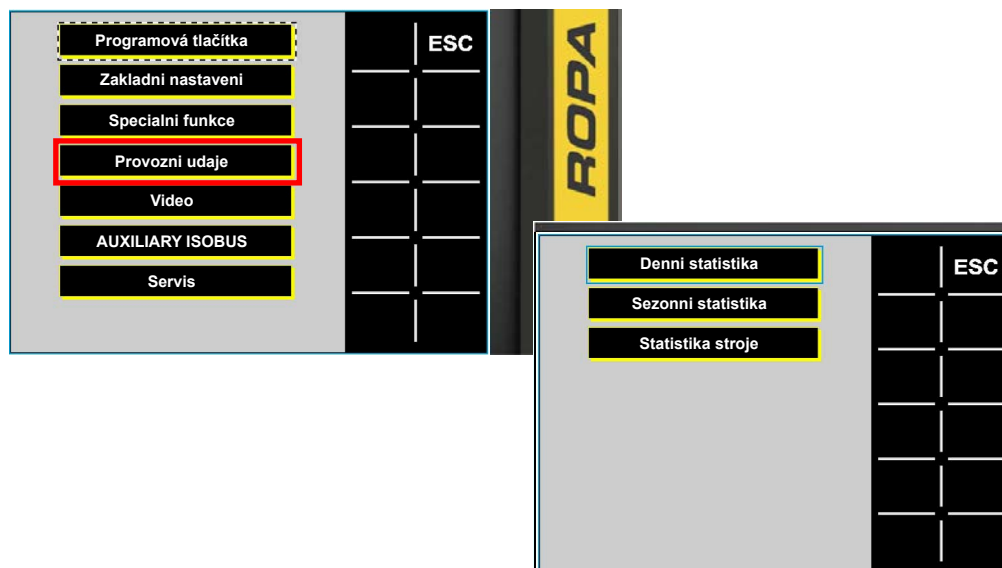 Programová tlačítka
ESC
Zakladni nastaveni
Specialni funkce
Provozni udaje
Video
AUXILIARY ISOBUS
Servis
ROPA
Denni statistika
ESC
Sezonni statistika
Statistika stroje